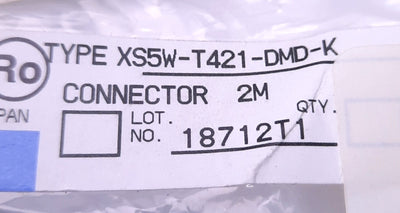 Ro
TYPE XS5W-T421-DMD-K
CONNECTOR 2M
PAN
LOT. NO. 18712T1
QTY.